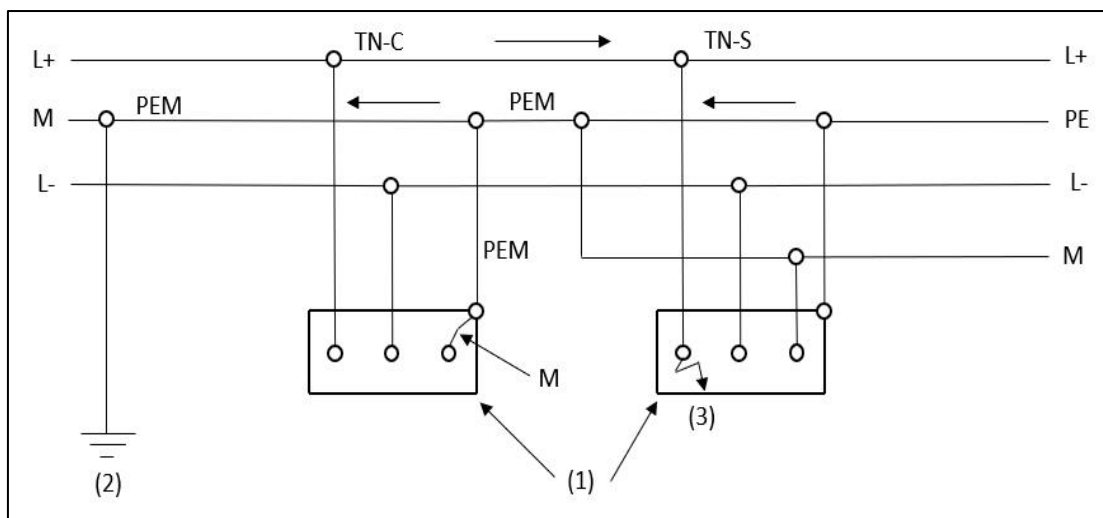 TN-C TN-S
L+ L+
M PEM PEM PE
L- L-
PEM M
M
(3)
(2) (1)